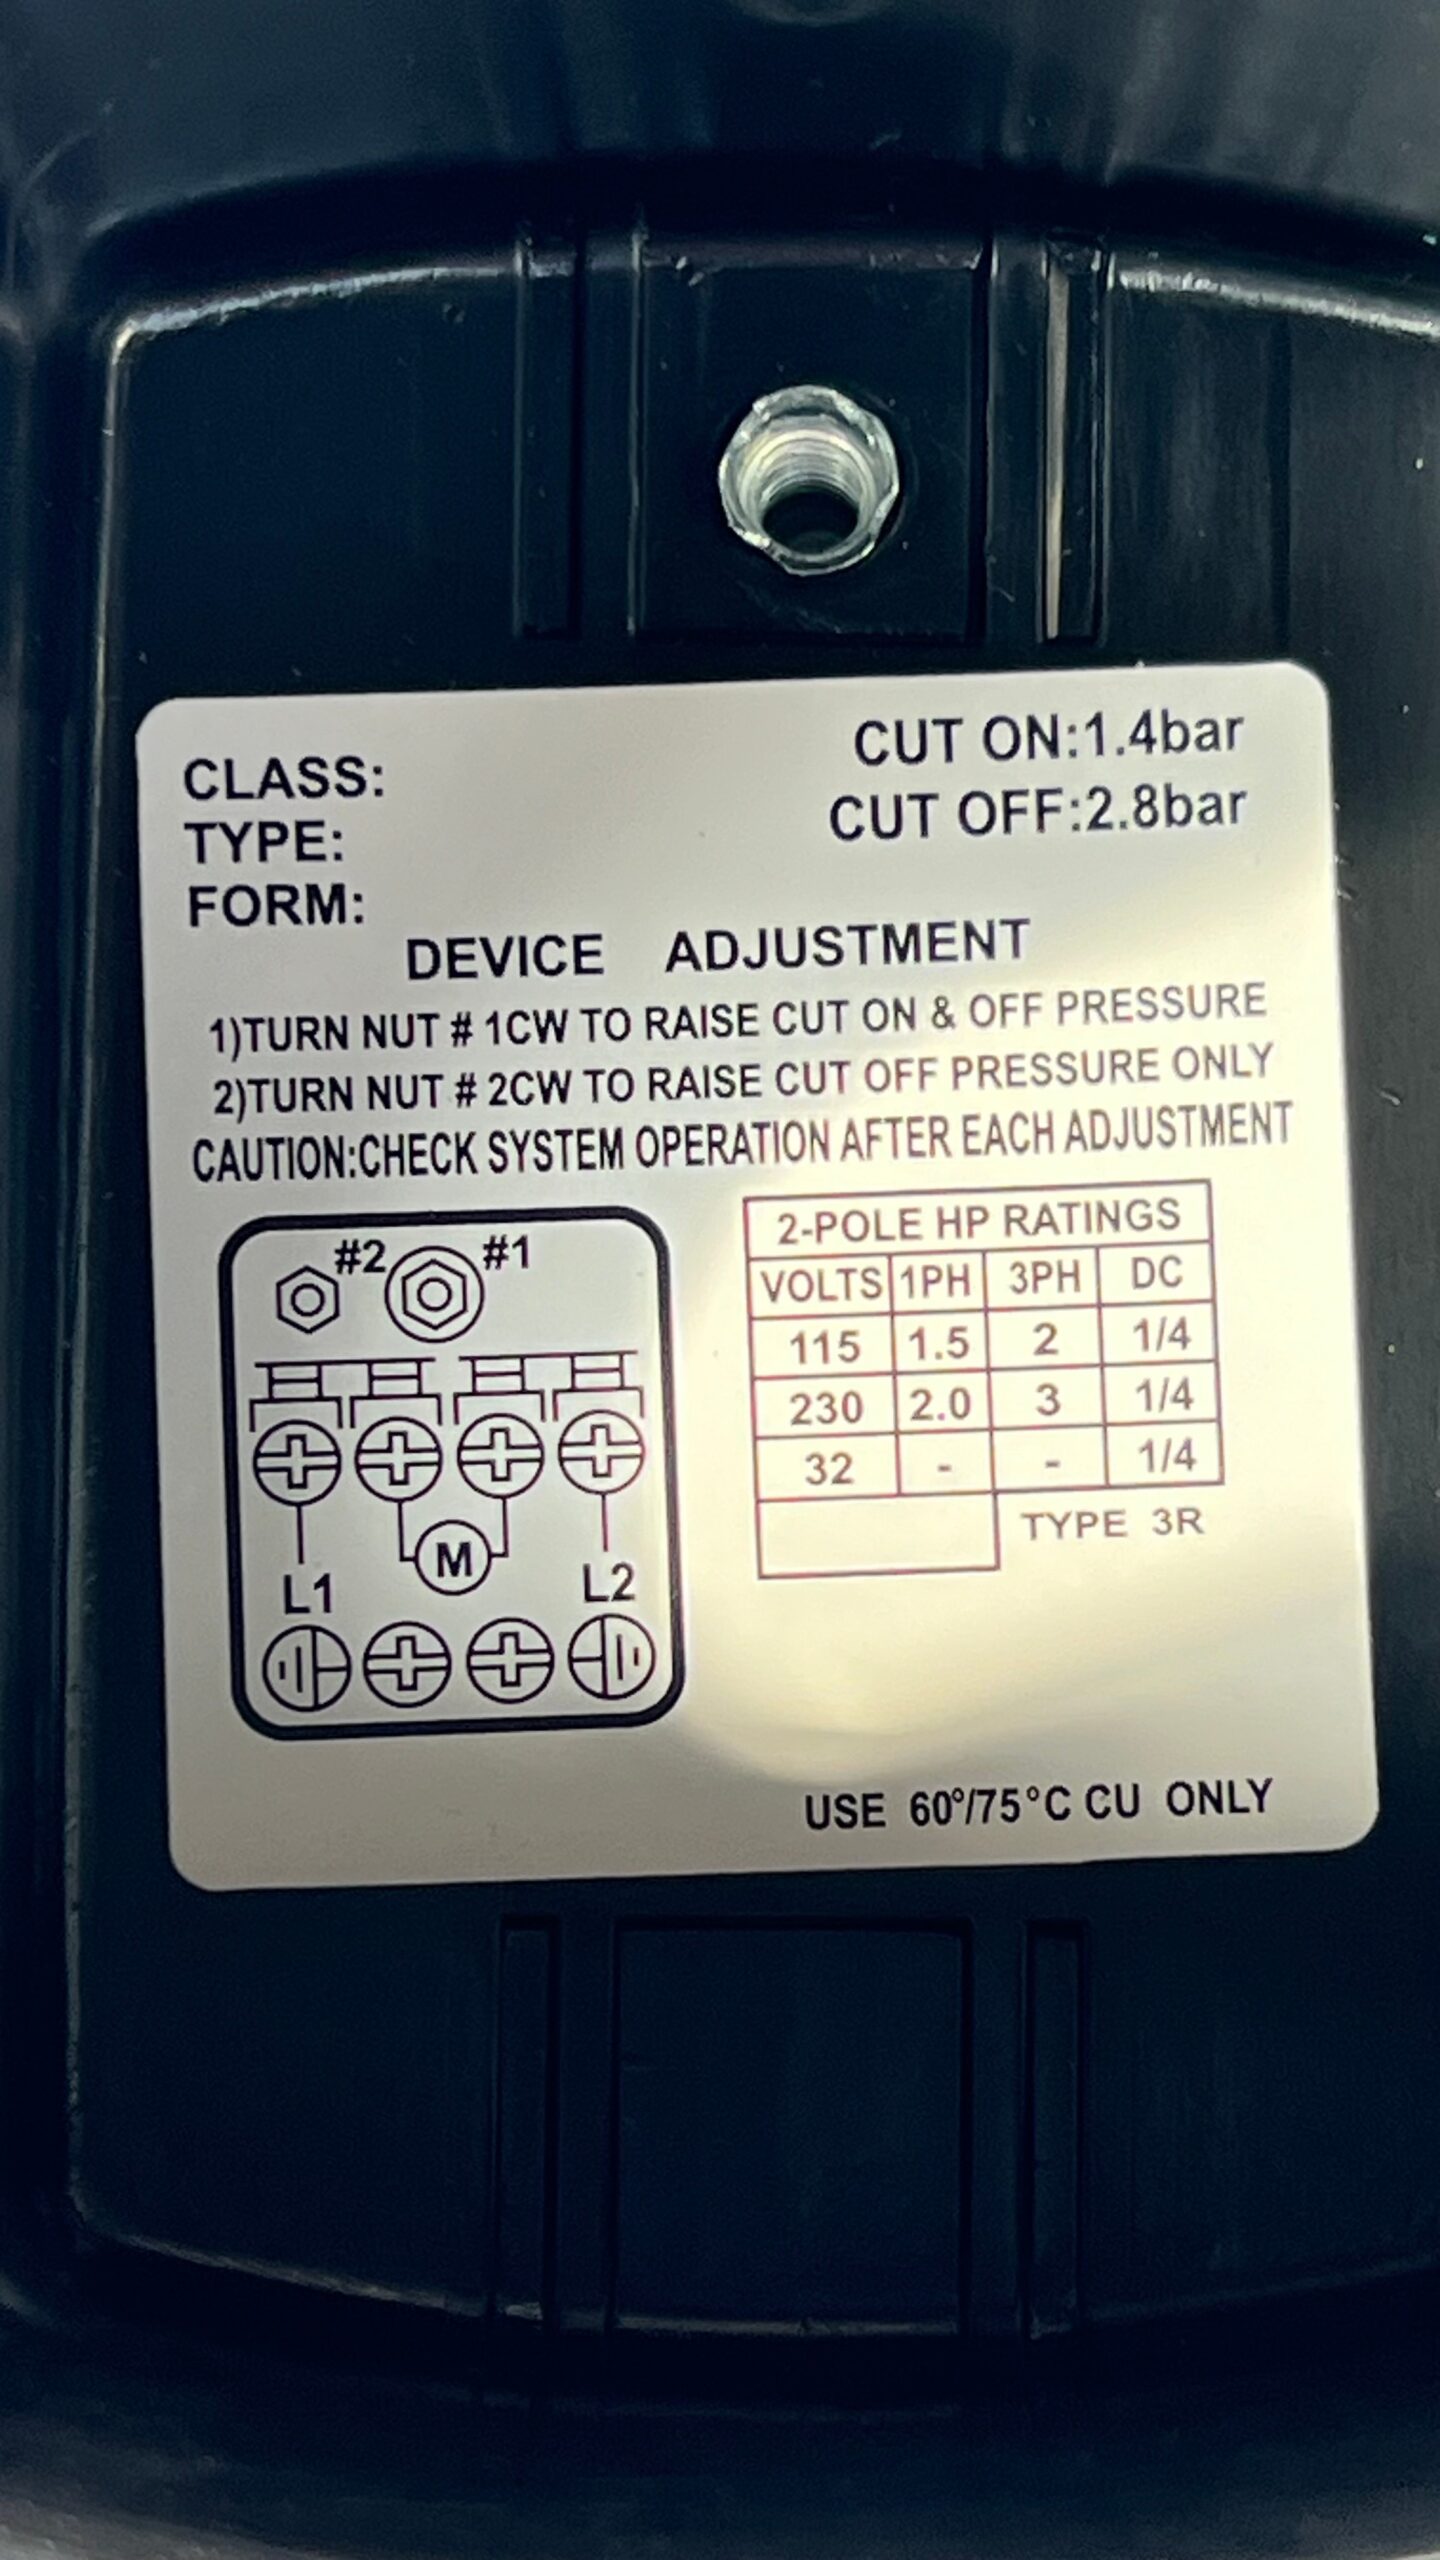 CUT ON:1.4bar
CUT OFF:2.8bar
CLASS:
TYPE:
FORM:
DEVICE ADJUSTMENT
1)TURN NUT # 1CW TO RAISE CUT ON & OFF PRESSURE
2)TURN NUT # 2CW TO RAISE CUT OFF PRESSURE ONLY
CAUTION:CHECK SYSTEM OPERATION AFTER EACH ADJUSTMENT
#2 #1
M
L1 L2
2-POLE HP RATINGS
VOLTS 1PH 3PH DC
115 1.5 2 1/4
230 2.0 3 1/4
32 - - 1/4
TYPE 3R
USE 60°/75°C CU ONLY